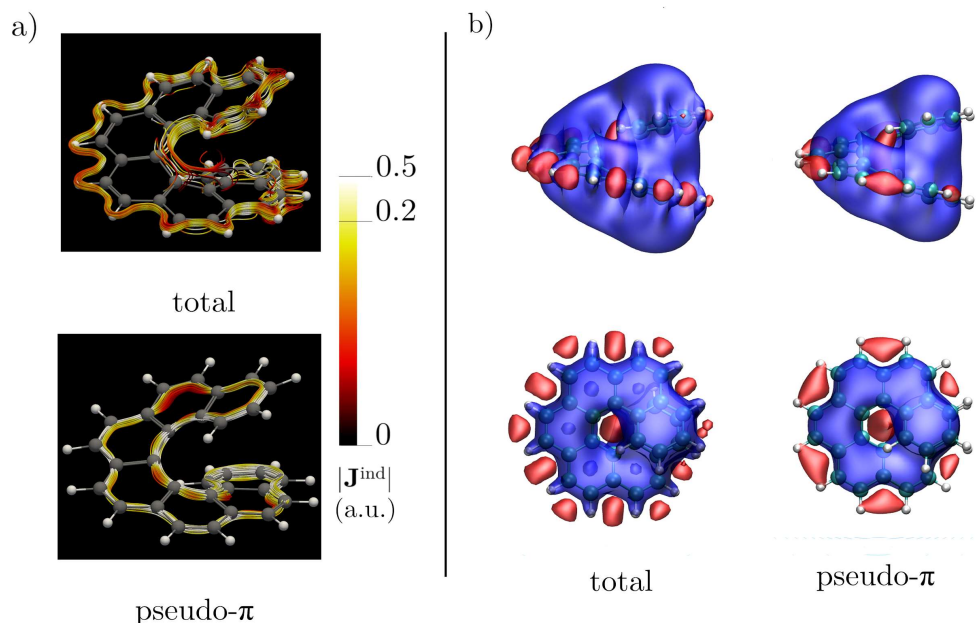 a)
total
pseudo-π
0.5
0.2
0
|J^ind|
(a.u.)
b)
total
pseudo-π